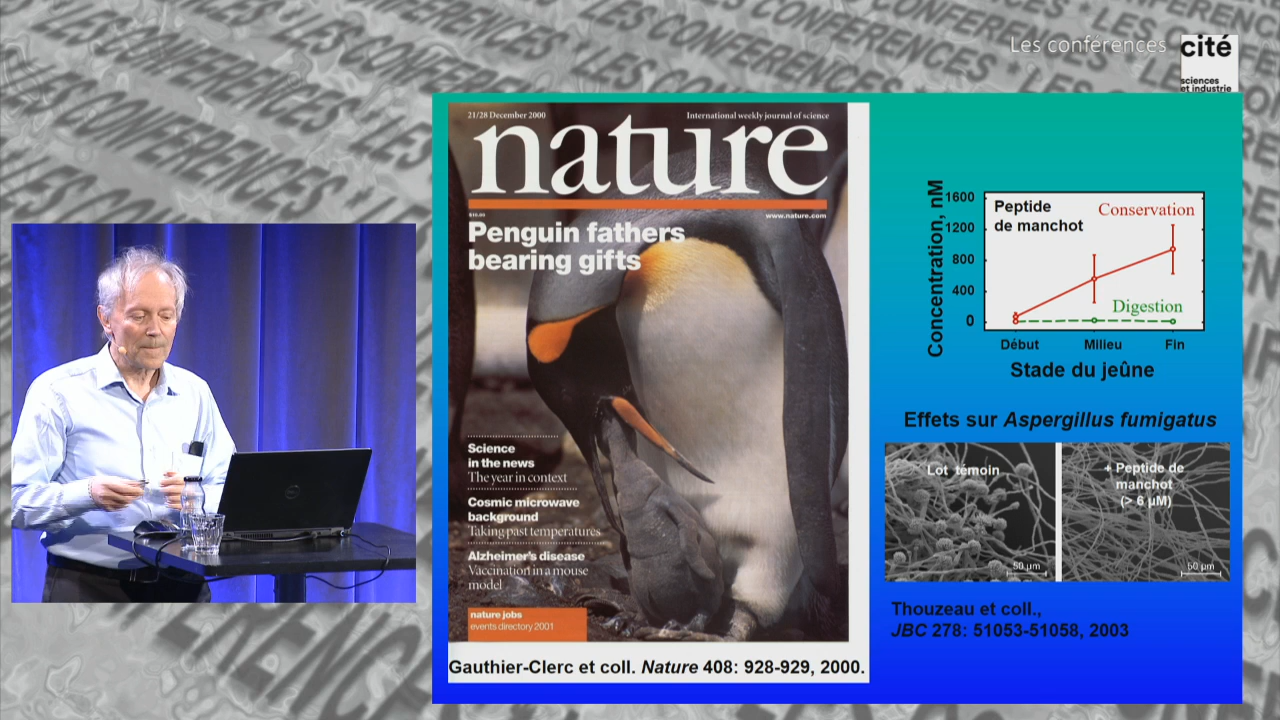 Les conférences
cité
sciences
et industrie
21/28 December 2000
International weekly journal of science
nature
www.nature.com
Penguin fathers
bearing gifts
Science
in the news
The year in context
Cosmic microwave
background
Taking past temperatures
Alzheimer's disease
Vaccination in a mouse
model
nature jobs
events directory 2001
Gauthier-Clerc et coll. Nature 408: 928-929, 2000.
Concentration, nM
1600
1200
800
400
0
Peptide
de manchot
Conservation
Digestion
Début Milieu Fin
Stade du jeûne
Effets sur Aspergillus fumigatus
Lot témoin
50 µm
+ Peptide de
manchot
(> 6 µM)
50 µm
Thouzeau et coll.,
JBC 278: 51053-51058, 2003
LES CONFERENCES